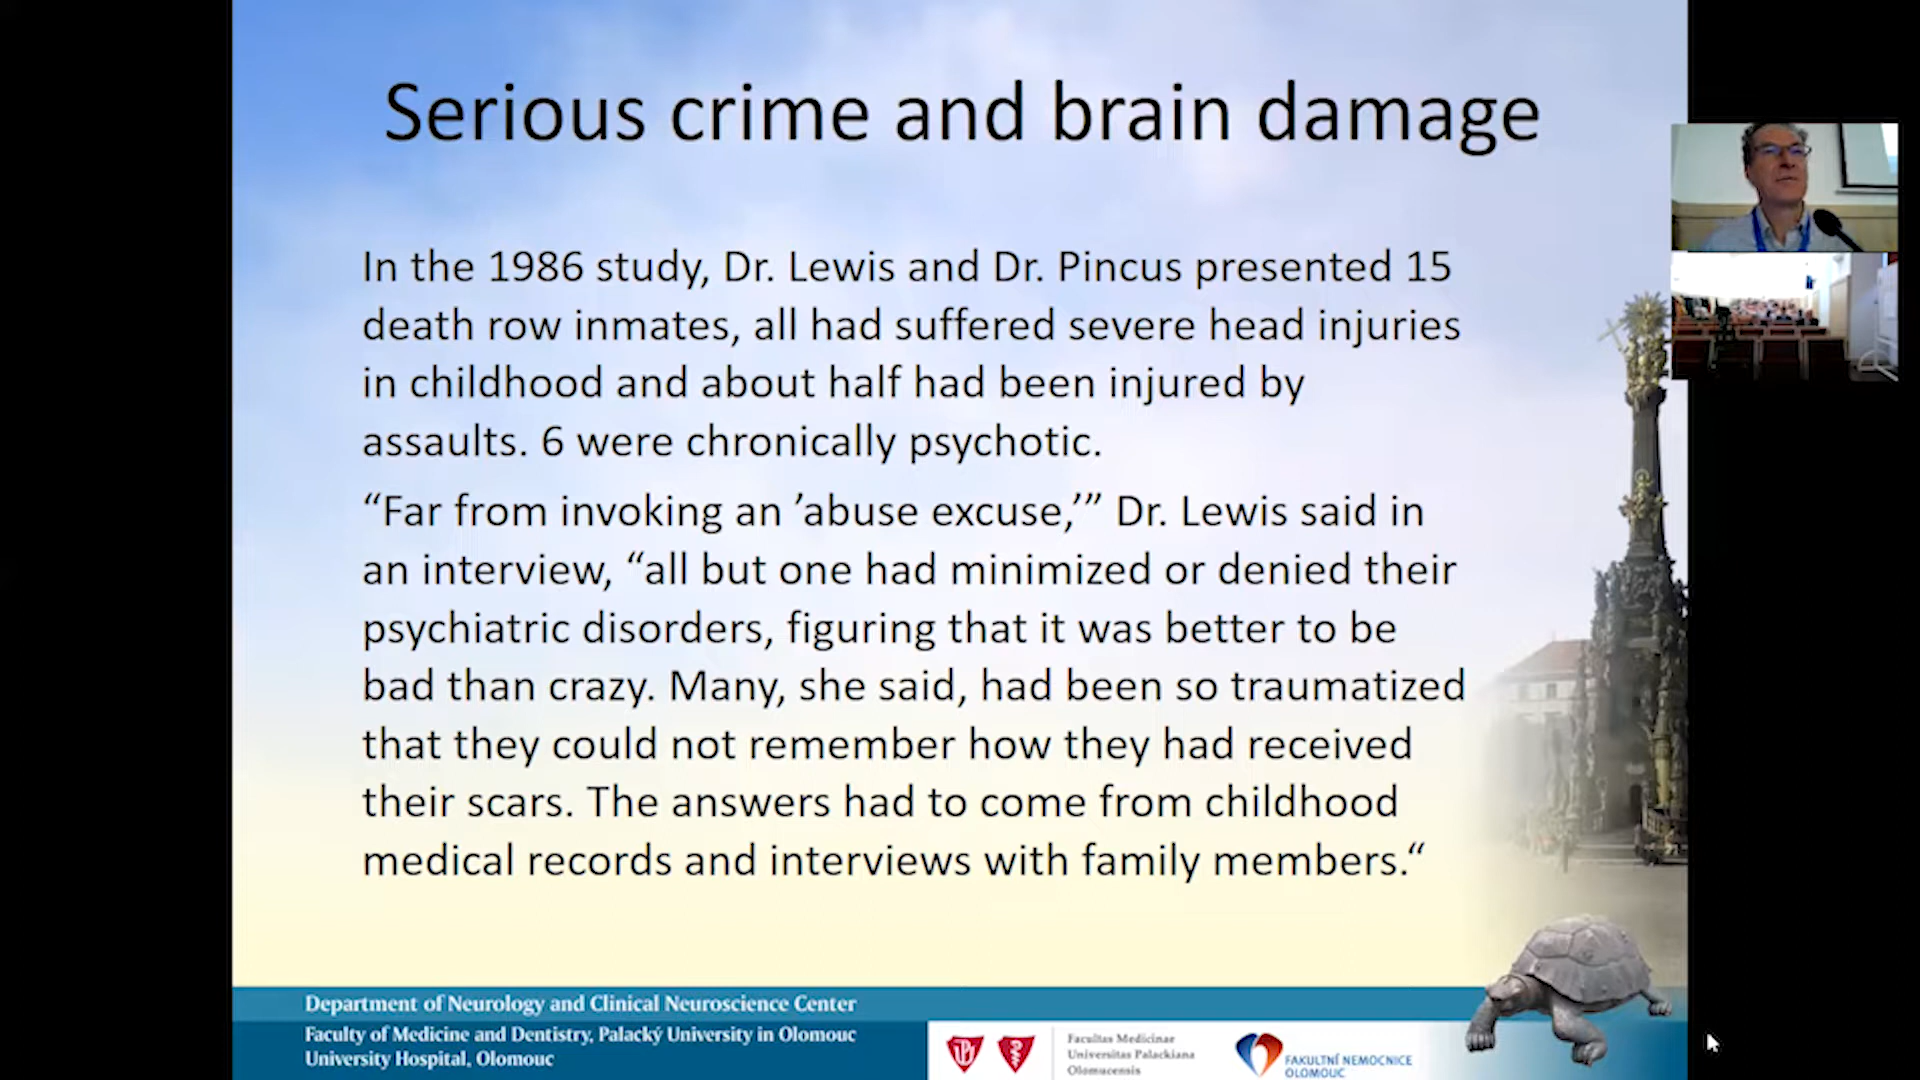 Serious crime and brain damage
In the 1986 study, Dr. Lewis and Dr. Pincus presented 15
death row inmates, all had suffered severe head injuries
in childhood and about half had been injured by
assaults. 6 were chronically psychotic.
“Far from invoking an ’abuse excuse,’” Dr. Lewis said in
an interview, “all but one had minimized or denied their
psychiatric disorders, figuring that it was better to be
bad than crazy. Many, she said, had been so traumatized
that they could not remember how they had received
their scars. The answers had to come from childhood
medical records and interviews with family members.“
Department of Neurology and Clinical Neuroscience Center
Faculty of Medicine and Dentistry, Palacký University in Olomouc
University Hospital, Olomouc
Facultas Medicinae
Universitas Palackiana
Olomucensis
FAKULTNÍ NEMOCNICE
OLOMOUC